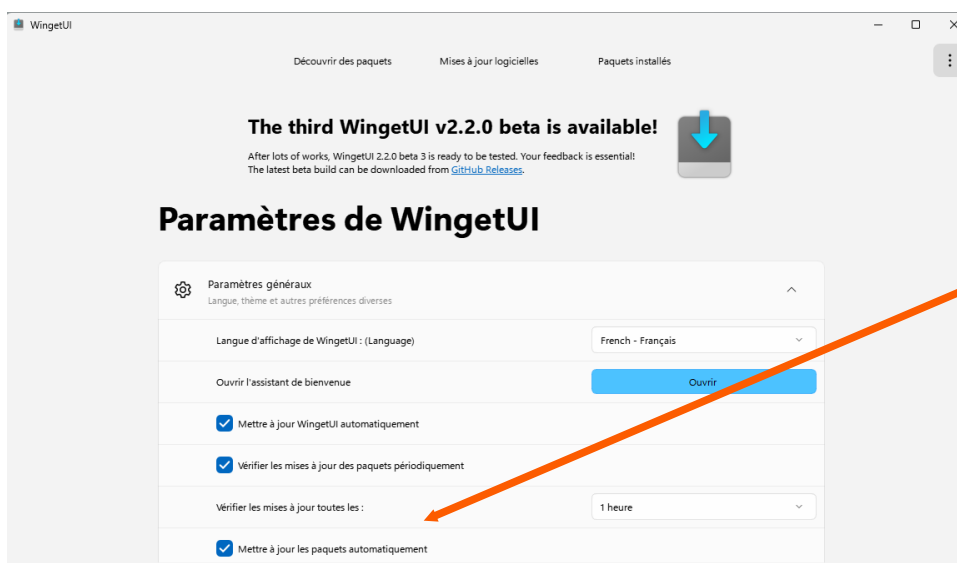 WingetUI
Découvrir des paquets Mises à jour logicielles Paquets installés
The third WingetUI v2.2.0 beta is available!
After lots of works, WingetUI 2.2.0 beta 3 is ready to be tested. Your feedback is essential!
The latest beta build can be downloaded from GitHub Releases.
Paramètres de WingetUI
Paramètres généraux
Langue, thème et autres préférences diverses
Langue d'affichage de WingetUI : (Language) French - Français
Ouvrir l'assistant de bienvenue Ouvrir
Mettre à jour WingetUI automatiquement
Vérifier les mises à jour des paquets périodiquement
Vérifier les mises à jour toutes les : 1 heure
Mettre à jour les paquets automatiquement